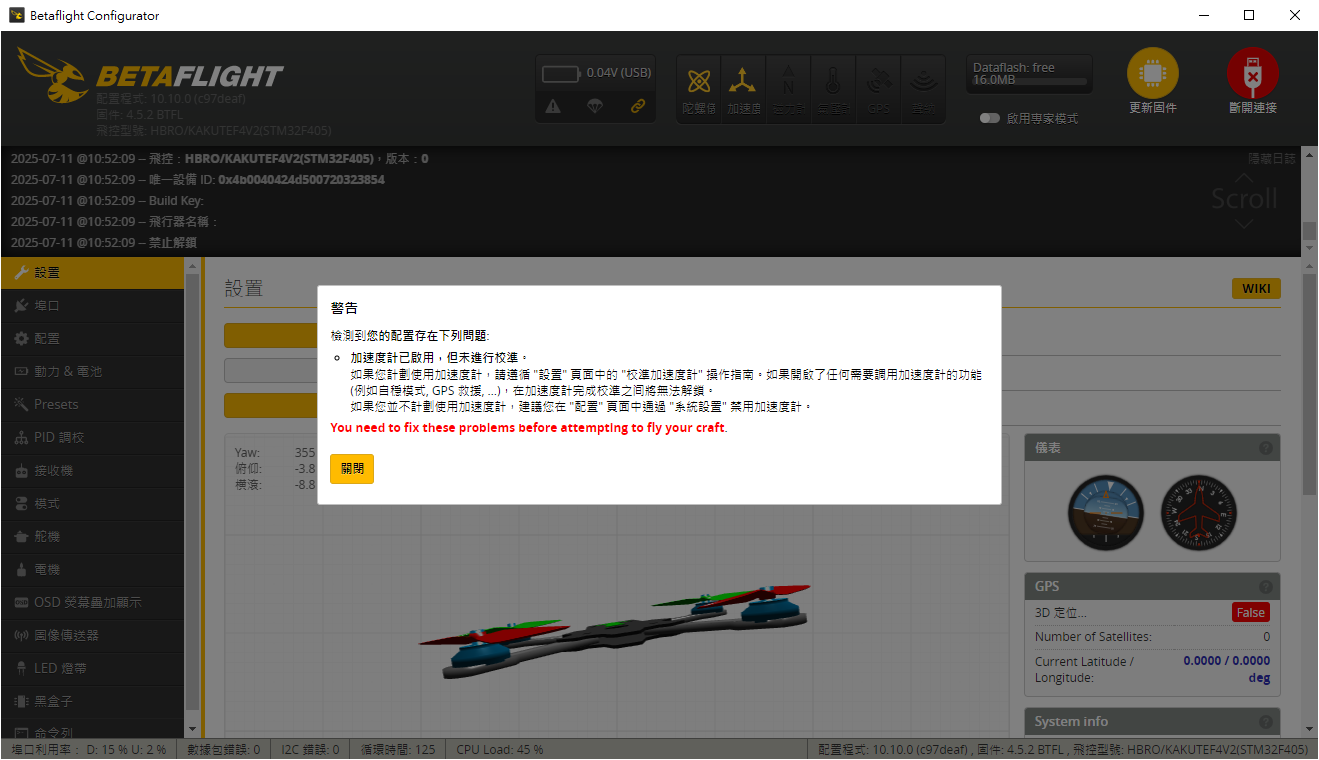 Betaflight Configurator
BETAFLIGHT
配置程式: 10.10.0 (c97deaf)
固件: 4.5.2 BTFL
飛控型號: HBRO/KAKUTEF4V2(STM32F405)
0.04V (USB)
陀螺儀
加速度
GPS
Dataflash: free
16.0MB
啟用專家模式
更新固件
斷開連接
2025-07-11 @10:52:09 -- 飛控：HBRO/KAKUTEF4V2(STM32F405)，版本：0
2025-07-11 @10:52:09 -- 唯一設備 ID: 0x4b0040424d500720323854
2025-07-11 @10:52:09 -- Build Key:
2025-07-11 @10:52:09 -- 飛行器名稱：
2025-07-11 @10:52:09 -- 禁止解鎖
隱藏日誌
Scroll
設置
埠口
配置
動力 & 電池
Presets
PID 調校
接收機
模式
舵機
電機
OSD 熒幕疊加顯示
圖像傳送器
LED 燈帶
黑盒子
命令列
設置
WIKI
警告
檢測到您的配置存在下列問題:
加速度計已啟用，但未進行校準。
如果您計劃使用加速度計，請遵循 "設置" 頁面中的 "校準加速度計" 操作指南。如果開啟了任何需要調用加速度計的功能
(例如自穩模式, GPS 救援, ...)，在加速度計完成校準之間將無法解鎖。
如果您並不計劃使用加速度計，建議您在 "配置" 頁面中通過 "系統設置" 禁用加速度計。
You need to fix these problems before attempting to fly your craft.
關閉
Yaw: 355
俯仰: -3.8
橫滾: -8.8
儀表
GPS
3D 定位... False
Number of Satellites: 0
Current Latitude / 0.0000 / 0.0000
Longitude: deg
System info
埠口利用率： D: 15 % U: 2 %
數據包錯誤: 0
I2C 錯誤: 0
循環時間: 125
CPU Load: 45 %
配置程式: 10.10.0 (c97deaf) , 固件: 4.5.2 BTFL , 飛控型號: HBRO/KAKUTEF4V2(STM32F405)